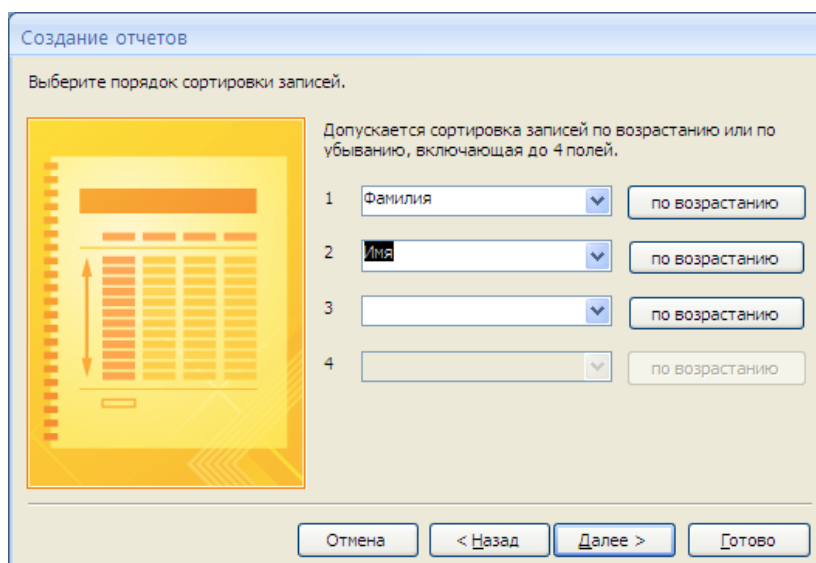 Создание отчетов
Выберите порядок сортировки записей.
Допускается сортировка записей по возрастанию или по
убыванию, включающая до 4 полей.
1 Фамилия по возрастанию
2 Имя по возрастанию
3 по возрастанию
4 по возрастанию
Отмена < Назад Далее > Готово